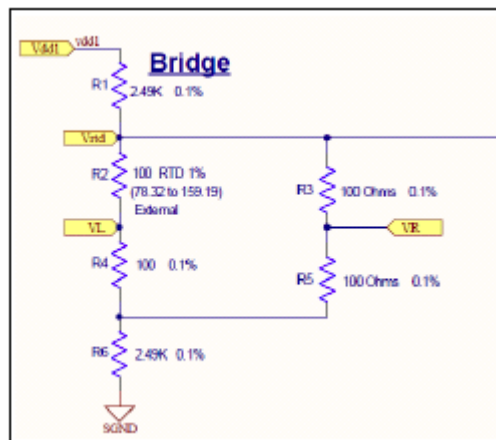 Vdd1 vdd1
Bridge
R1
2.49K 0.1%
Vrtd
R2
100 RTD 1%
(78.32 to 159.19)
External
R3
100 Ohms 0.1%
VL
VR
R4
100 0.1%
R5
100 Ohms 0.1%
R6
2.49K 0.1%
SGND